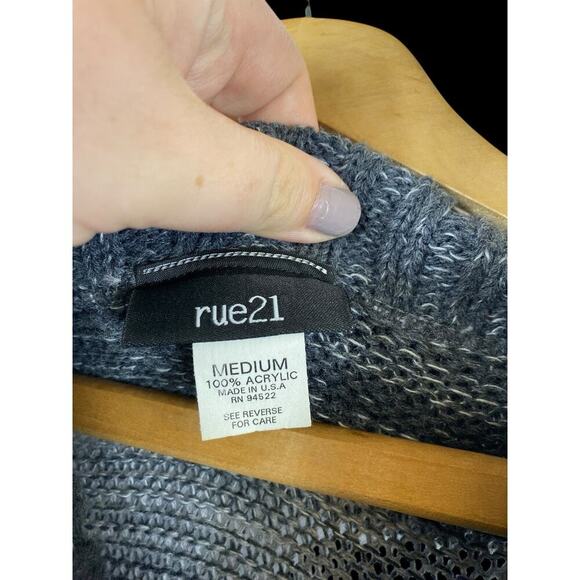 rue21
MEDIUM
100% ACRYLIC
MADE IN U.S.A
RN 94522
SEE REVERSE
FOR CARE